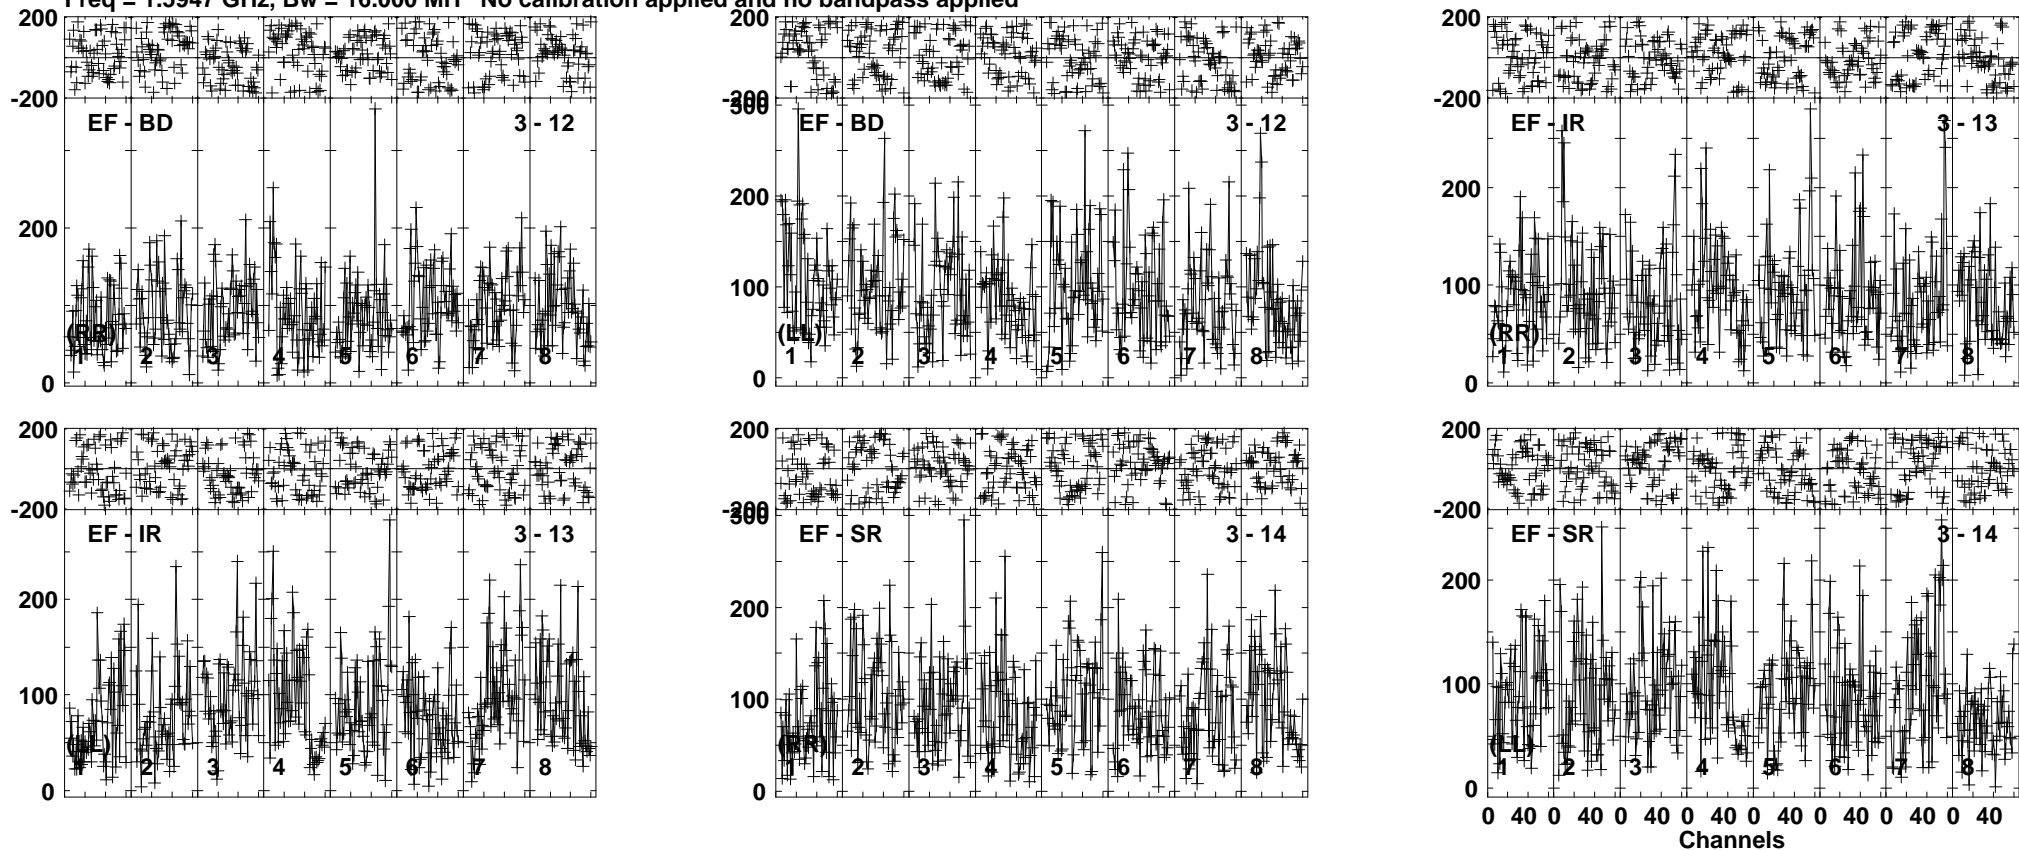 Freq = 1.5947 GHz, Bw = 16.000 MH No calibration applied and no bandpass applied
200 200 200
-200 -200 -200
300
EF - BD 3 - 12 EF - BD 3 - 12 EF - IR 3 - 13
200 200 200
100 100
(RR) (LL) (RR)
1 2 3 4 5 6 7 8 1 2 3 4 5 6 7 8 1 2 3 4 5 6 7 8
0 0 0
200 200 200
-200 -200 -200
300
EF - IR 3 - 13 EF - SR 3 - 14 EF - SR 3 - 14
200 200 200
100 100 100
(LL) (RR) (LL)
1 2 3 4 5 6 7 8 1 2 3 4 5 6 7 8 1 2 3 4 5 6 7 8
0 0 0
0 40 0 40 0 40 0 40 0 40 0 40 0 40 0 40
Channels